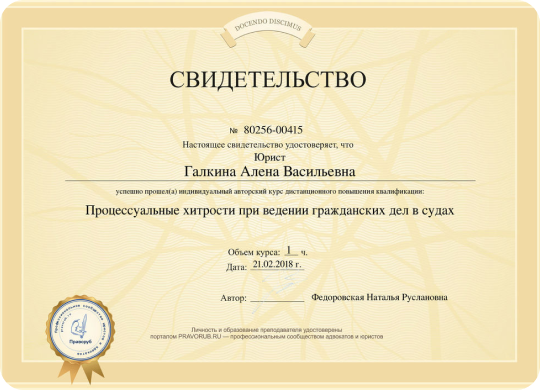 DOCENDO DISCIMUS
СВИДЕТЕЛЬСТВО
№ 80256-00415
Настоящее свидетельство удостоверяет, что
Юрист
Галкина Алена Васильевна
успешно прошел(а) индивидуальный авторский курс дистанционного повышения квалификации:
Процессуальные хитрости при ведении гражданских дел в судах
Объем курса: 1 ч.
Дата: 21.02.2018 г.
Автор: Федоровская Наталья Руслановна
Личность и образование преподавателя удостоверены
порталом PRAVORUB.RU — профессиональным сообществом адвокатов и юристов
Праворуб